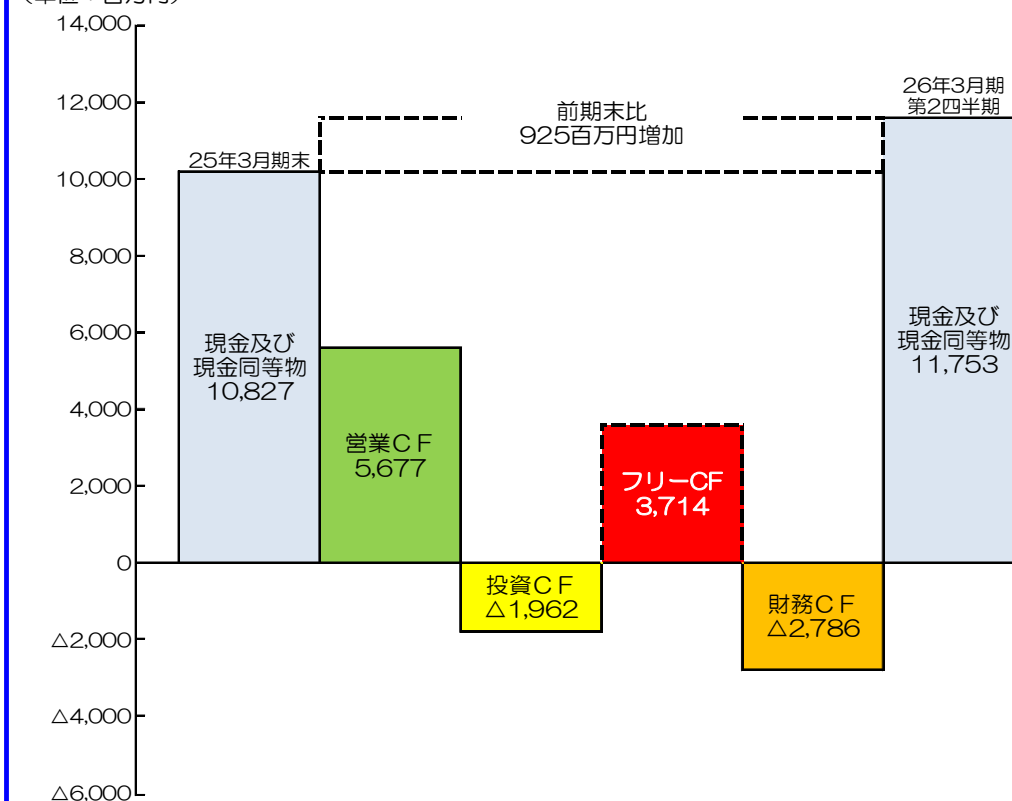 14,000
12,000
10,000
8,000
6,000
4,000
2,000
0
△2,000
△4,000
△6,000
25年3月期末
現金及び
現金同等物
10,827
営業CF
5,677
投資CF
△1,962
前期末比
925百万円増加
フリーCF
3,714
財務CF
△2,786
26年3月期
第2四半期
現金及び
現金同等物
11,753